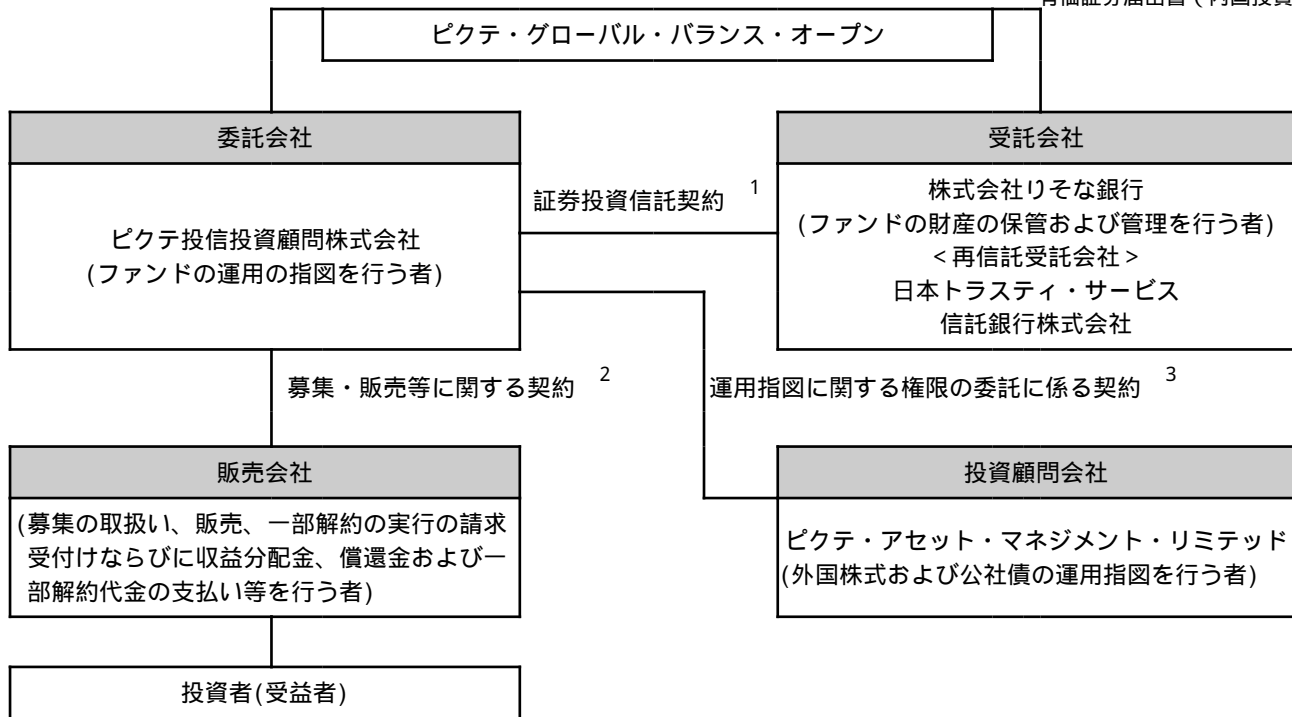 有価証券届出書(内国投資
ピクテ・グローバル・バランス・オープン
委託会社
ピクテ投信投資顧問株式会社
(ファンドの運用の指図を行う者)
証券投資信託契約 1
受託会社
株式会社りそな銀行
(ファンドの財産の保管および管理を行う者)
<再信託受託会社>
日本トラスティ・サービス
信託銀行株式会社
募集・販売等に関する契約 2
運用指図に関する権限の委託に係る契約 3
販売会社
(募集の取扱い、販売、一部解約の実行の請求
受付けならびに収益分配金、償還金および一
部解約代金の支払い等を行う者)
投資顧問会社
ピクテ・アセット・マネジメント・リミテッド
(外国株式および公社債の運用指図を行う者)
投資者(受益者)